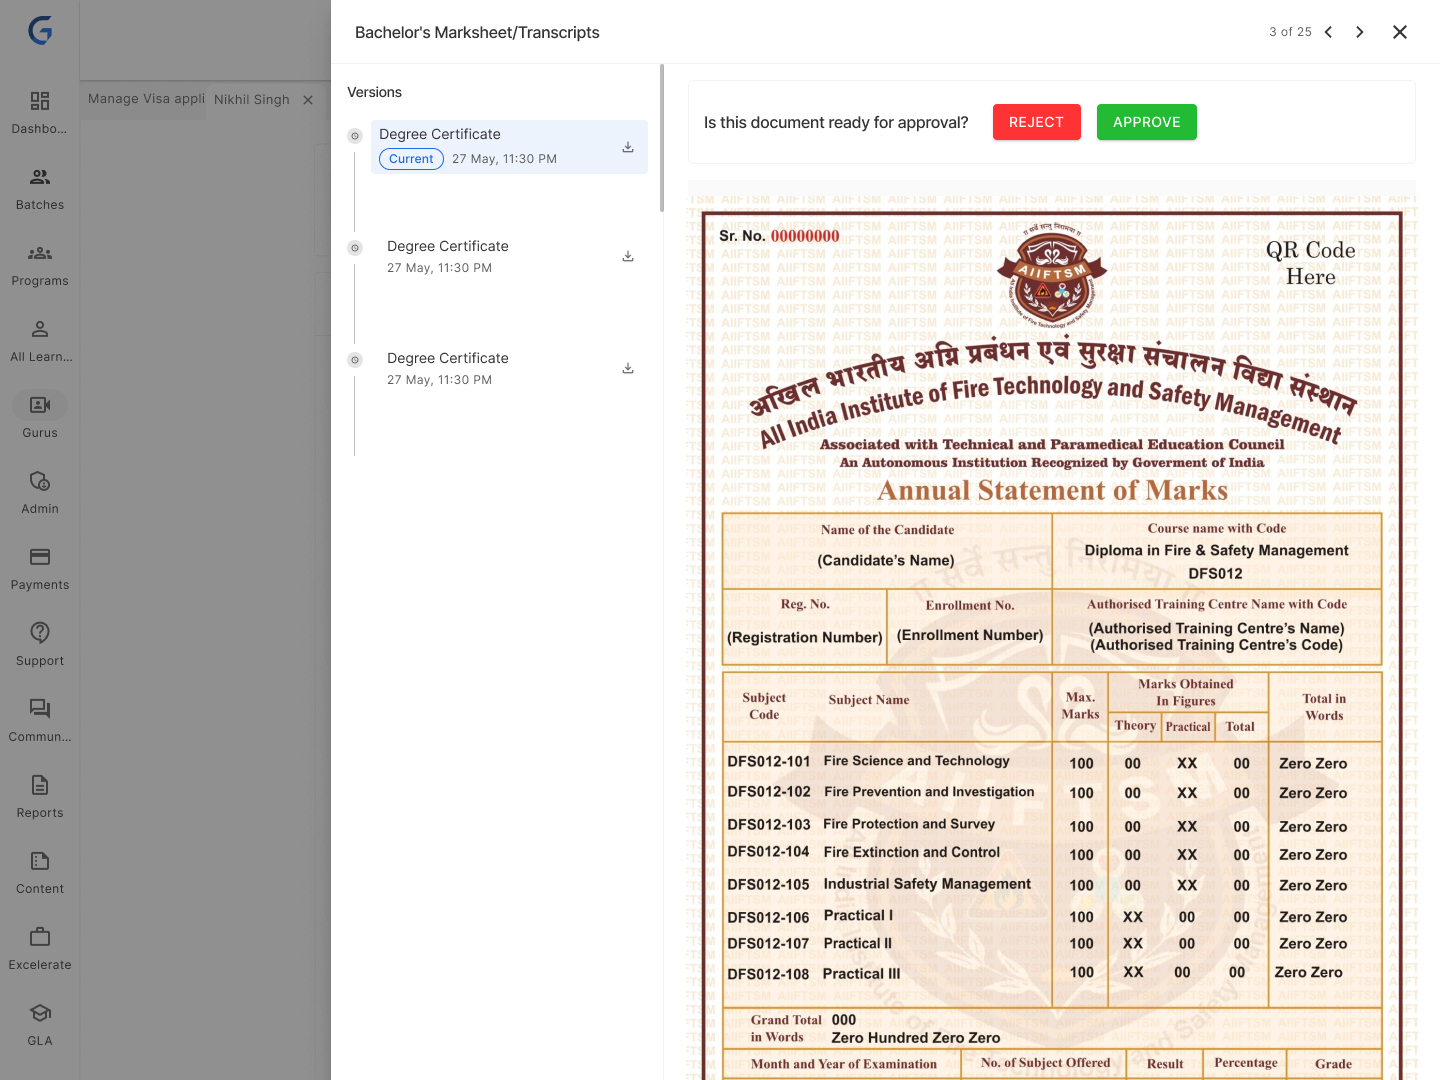 Bachelor's Marksheet/Transcripts
3 of 25
Manage Visa appli
Nikhil Singh
Dashbo...
Batches
Programs
All Learn...
Gurus
Admin
Payments
Support
Commun...
Reports
Content
Excelerate
GLA
Versions
Degree Certificate
Current 27 May, 11:30 PM
Degree Certificate
27 May, 11:30 PM
Degree Certificate
27 May, 11:30 PM
Is this document ready for approval?
REJECT
APPROVE
Sr. No. 00000000
AIIFTSM
QR Code
Here
अखिल भारतीय अग्नि प्रबंधन एवं सुरक्षा संचालन विद्या संस्थान
All India Institute of Fire Technology and Safety Management
Associated with Technical and Paramedical Education Council
An Autonomous Institution Recognized by Goverment of India
Annual Statement of Marks
Name of the Candidate
(Candidate's Name)
Course name with Code
Diploma in Fire & Safety Management
DFS012
Reg. No.
(Registration Number)
Enrollment No.
(Enrollment Number)
Authorised Training Centre Name with Code
(Authorised Training Centre's Name)
(Authorised Training Centre's Code)
Subject
Code
Subject Name
Max.
Marks
Marks Obtained
In Figures
Theory Practical Total
Total in
Words
DFS012-101 Fire Science and Technology 100 00 XX 00 Zero Zero
DFS012-102 Fire Prevention and Investigation 100 00 XX 00 Zero Zero
DFS012-103 Fire Protection and Survey 100 00 XX 00 Zero Zero
DFS012-104 Fire Extinction and Control 100 00 XX 00 Zero Zero
DFS012-105 Industrial Safety Management 100 00 XX 00 Zero Zero
DFS012-106 Practical I 100 XX 00 00 Zero Zero
DFS012-107 Practical II 100 XX 00 00 Zero Zero
DFS012-108 Practical III 100 XX 00 00 Zero Zero
Grand Total 000
in Words Zero Hundred Zero Zero
Month and Year of Examination No. of Subject Offered Result Percentage Grade